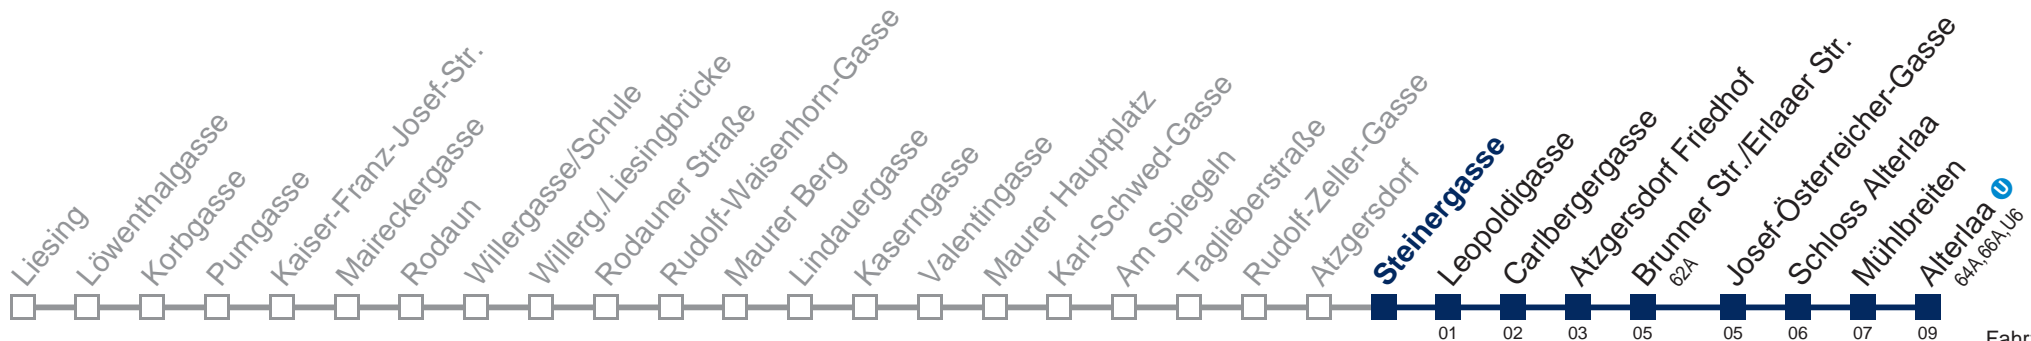 Liesing
Löwenthalgasse
Korbgasse
Pumgasse
Kaiser-Franz-Josef-Str.
Maireckergasse
Rodaun
Willergasse/Schule
Willerg./Liesingbrücke
Rodauner Straße
Rudolf-Waisenhorn-Gasse
Maurer Berg
Lindauergasse
Kaserngasse
Valentingasse
Maurer Hauptplatz
Karl-Schwed-Gasse
Am Spiegeln
Taglieberstraße
Rudolf-Zeller-Gasse
Atzgersdorf
Steinergasse
Leopoldigasse
Carlbergergasse
Atzgersdorf Friedhof
Brunner Str./Erlaaer Str.
62A
Josef-Österreicher-Gasse
Schloss Alterlaa
Mühlbreiten
Alterlaa U
64A,66A,U6
01 02 03 05 05 06 07 09
Fahr